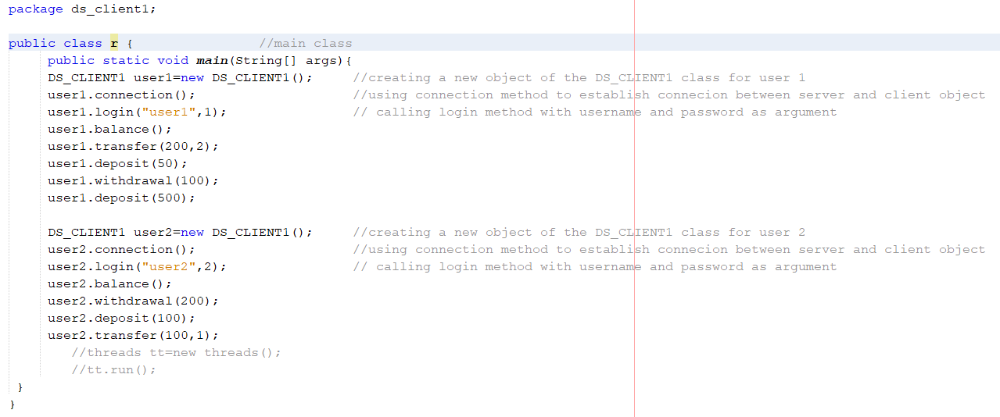 package ds_client1;
public class r {                //main class
     public static void main(String[] args){
     DS_CLIENT1 user1=new DS_CLIENT1();     //creating a new object of the DS_CLIENT1 class for user 1
     user1.connection();                    //using connection method to establish connecion between server and client object
     user1.login("user1",1);                // calling login method with username and password as argument
     user1.balance();
     user1.transfer(200,2);
     user1.deposit(50);
     user1.withdrawal(100);
     user1.deposit(500);
     DS_CLIENT1 user2=new DS_CLIENT1();     //creating a new object of the DS_CLIENT1 class for user 2
     user2.connection();                    //using connection method to establish connecion between server and client object
     user2.login("user2",2);                // calling login method with username and password as argument
     user2.balance();
     user2.withdrawal(200);
     user2.deposit(100);
     user2.transfer(100,1);
        //threads tt=new threads();
        //tt.run();
 }
}